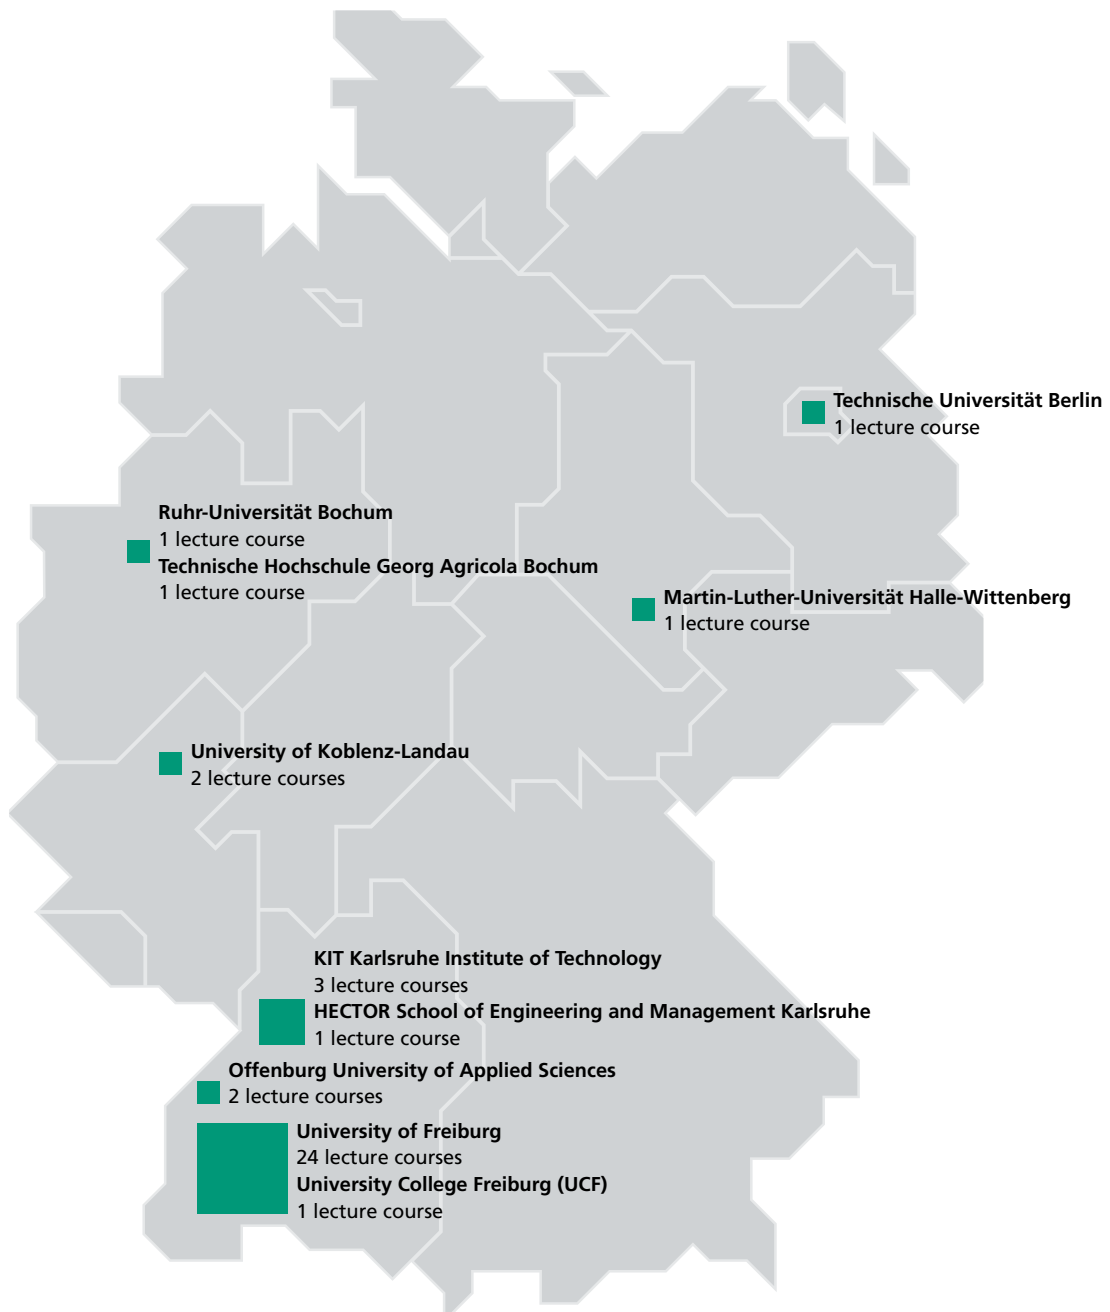 Technische Universität Berlin
1 lecture course
Ruhr-Universität Bochum
1 lecture course
Technische Hochschule Georg Agricola Bochum
1 lecture course
Martin-Luther-Universität Halle-Wittenberg
1 lecture course
University of Koblenz-Landau
2 lecture courses
KIT Karlsruhe Institute of Technology
3 lecture courses
HECTOR School of Engineering and Management Karlsruhe
1 lecture course
Offenburg University of Applied Sciences
2 lecture courses
University of Freiburg
24 lecture courses
University College Freiburg (UCF)
1 lecture course